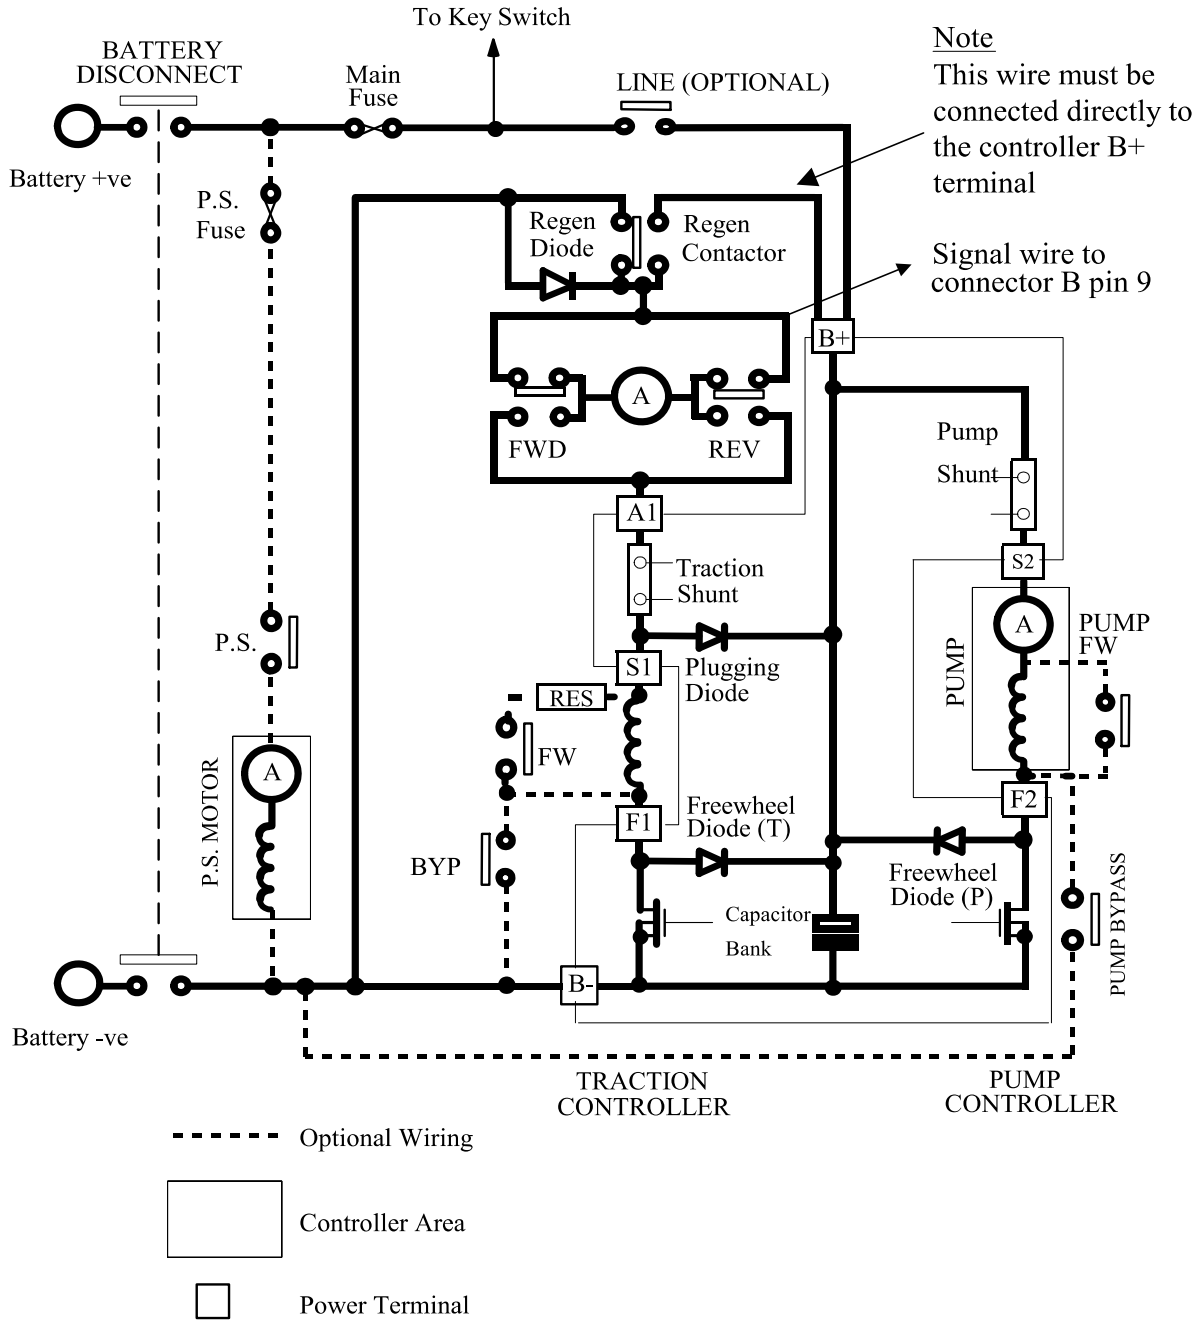 To Key Switch
BATTERY
DISCONNECT
Main
Fuse
LINE (OPTIONAL)
Note
This wire must be
connected directly to
the controller B+
terminal
Battery +ve
P.S.
Fuse
Regen
Diode
Regen
Contactor
Signal wire to
connector B pin 9
B+
A
FWD
REV
Pump
Shunt
A1
Traction
Shunt
S2
P.S.
S1
Plugging
Diode
A
PUMP
PUMP
FW
RES
FW
A
P.S. MOTOR
F1
Freewheel
Diode (T)
F2
BYP
Freewheel
Diode (P)
Capacitor
Bank
PUMP BYPASS
B-
Battery -ve
TRACTION
CONTROLLER
PUMP
CONTROLLER
Optional Wiring
Controller Area
Power Terminal